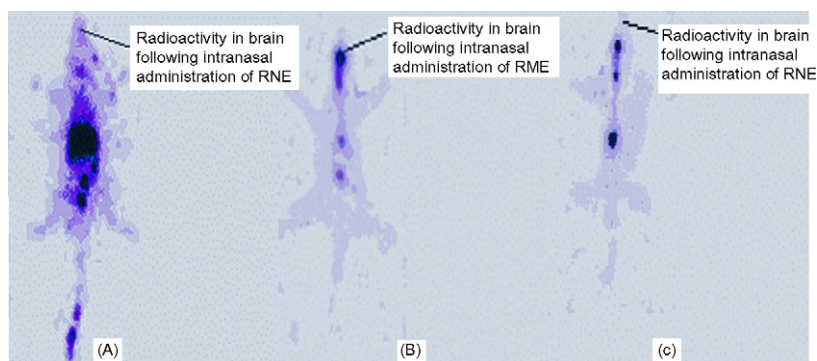 Radioactivity in brain
following intranasal
administration of RNE
Radioactivity in brain
following intranasal
administration of RME
Radioactivity in brain
following intranasal
administration of RNE
(A)
(B)
(c)